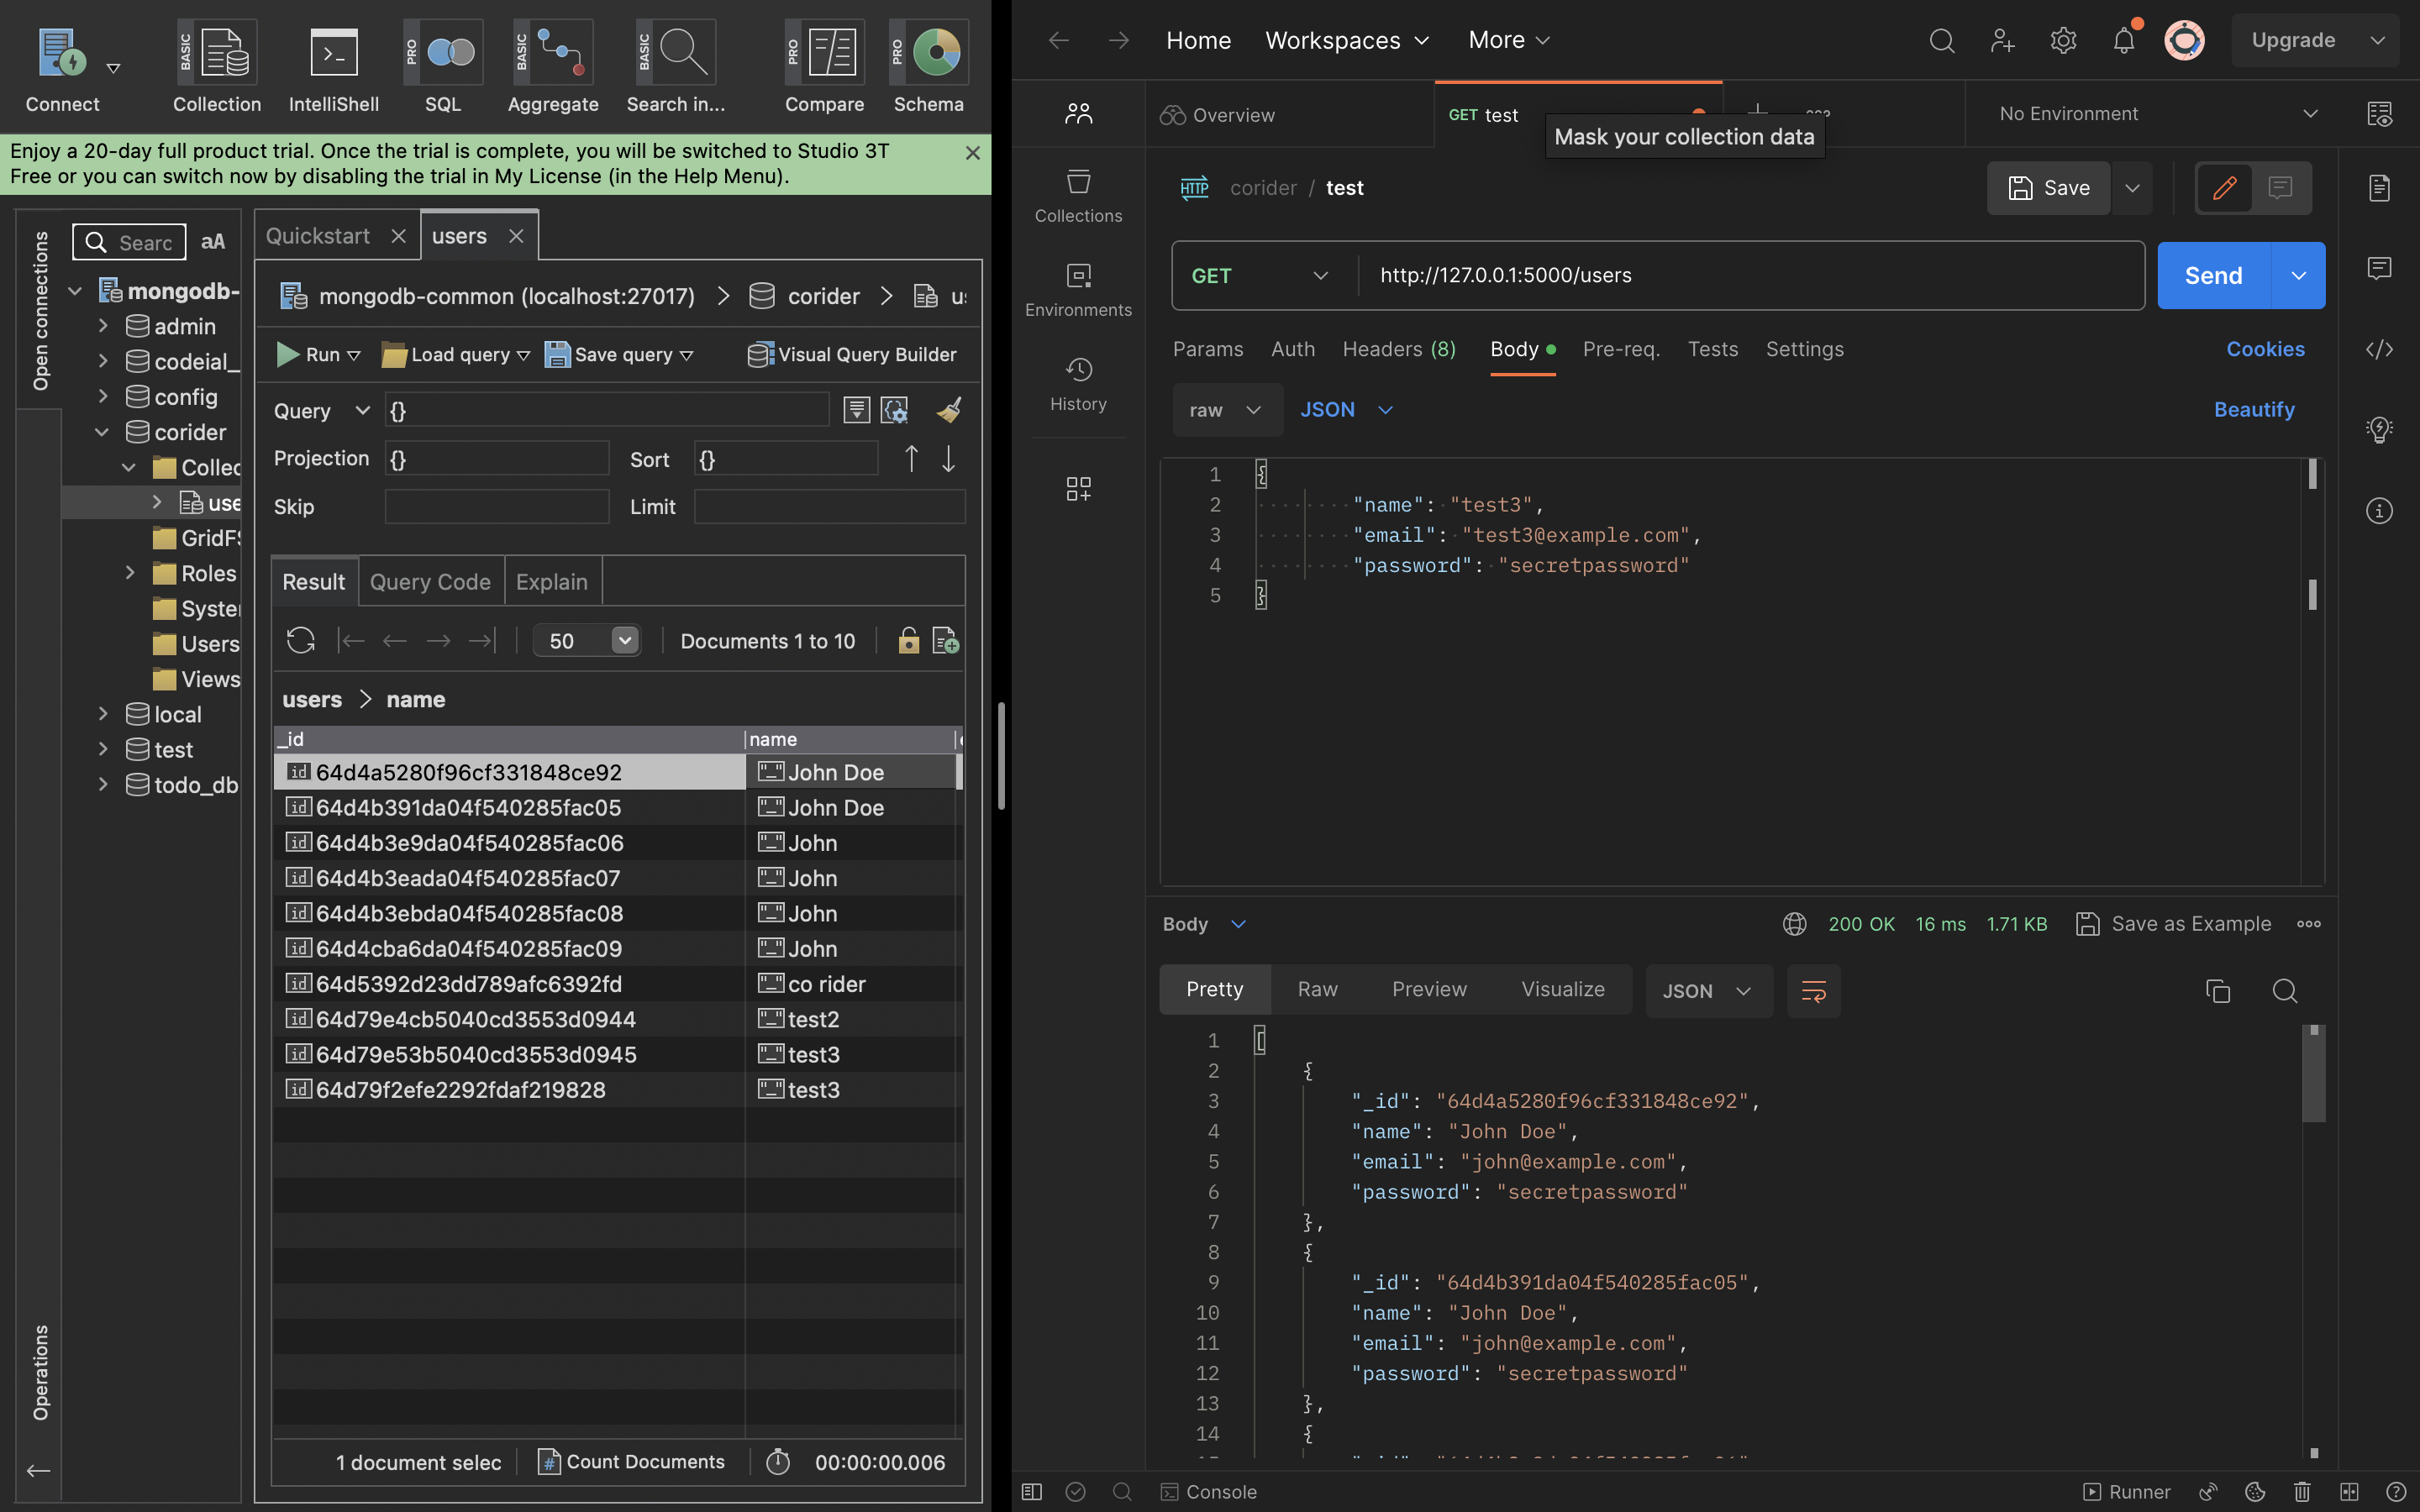 Connect
BASIC
Collection
IntelliShell
PRO
SQL
BASIC
Aggregate
BASIC
Search in...
PRO
Compare
PRO
Schema
Enjoy a 20-day full product trial. Once the trial is complete, you will be switched to Studio 3T
Free or you can switch now by disabling the trial in My License (in the Help Menu).
Open connections
Operations
Searc aA
mongodb-
admin
codeial_
config
corider
Collec
use
GridFS
Roles
Syste
Users
Views
local
test
todo_db
Quickstart
users
mongodb-common (localhost:27017) > corider > us
Run Load query Save query Visual Query Builder
Query {}
Projection {} Sort {}
Skip Limit
Result Query Code Explain
50 Documents 1 to 10
users > name
_id name
64d4a5280f96cf331848ce92 John Doe
64d4b391da04f540285fac05 John Doe
64d4b3e9da04f540285fac06 John
64d4b3eada04f540285fac07 John
64d4b3ebda04f540285fac08 John
64d4cba6da04f540285fac09 John
64d5392d23dd789afc6392fd co rider
64d79e4cb5040cd3553d0944 test2
64d79e53b5040cd3553d0945 test3
64d79f2efe2292fdaf219828 test3
1 document selec Count Documents 00:00:00.006
Home Workspaces More Upgrade
Overview GET test No Environment
Mask your collection data
Collections
Environments
History
HTTP corider / test Save
GET http://127.0.0.1:5000/users Send
Params Auth Headers (8) Body Pre-req. Tests Settings Cookies
raw JSON Beautify
1 {
2 "name": "test3",
3 "email": "test3@example.com",
4 "password": "secretpassword"
5 }
Body 200 OK 16 ms 1.71 KB Save as Example
Pretty Raw Preview Visualize JSON
1 [
2 {
3 "_id": "64d4a5280f96cf331848ce92",
4 "name": "John Doe",
5 "email": "john@example.com",
6 "password": "secretpassword"
7 },
8 {
9 "_id": "64d4b391da04f540285fac05",
10 "name": "John Doe",
11 "email": "john@example.com",
12 "password": "secretpassword"
13 },
14 {
Console Runner